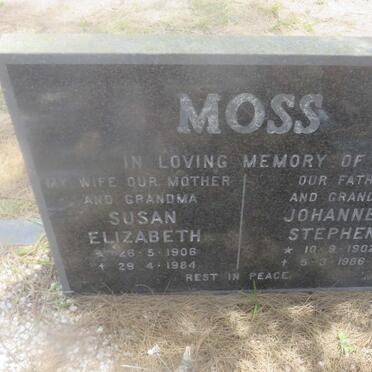 MOSS
IN LOVING MEMORY OF
MY WIFE OUR MOTHER
AND GRANDMA
SUSAN
ELIZABETH
* 26·5·1906
† 29·4·1984
OUR FATH
AND GRAND
JOHANNE
STEPHEN
* 10·9·1902
† 5·3·1986
REST IN PEACE